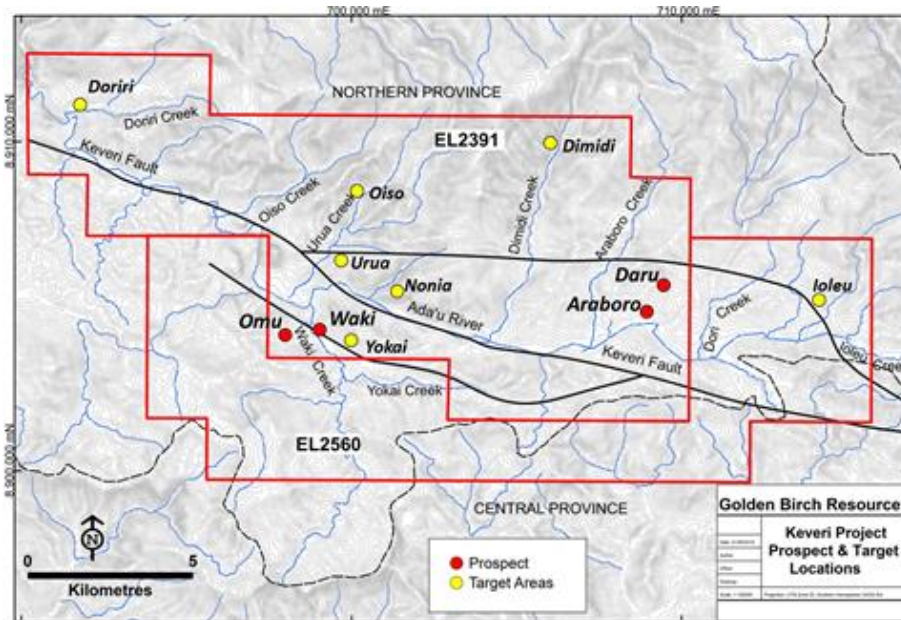 700,000 mE
710,000 mE
8,910,000 mN
8,900,000 mN
Doriri
NORTHERN PROVINCE
Doriri Creek
EL2391
Dimidi
Keveri Fault
Oiso Creek
Oiso
Urua Creek
Dimidi Creek
Araboro Creek
Urua
Daru
Nonia
Ioleu
Araboro
Ada'u River
Dori Creek
Omu
Waki
Yokai
Keveri Fault
Ioleu Creek
Waki Creek
Yokai Creek
EL2560
CENTRAL PROVINCE
N
0
5
Kilometres
Prospect
Target Areas
Golden Birch Resource
Keveri Project
Prospect & Target
Locations